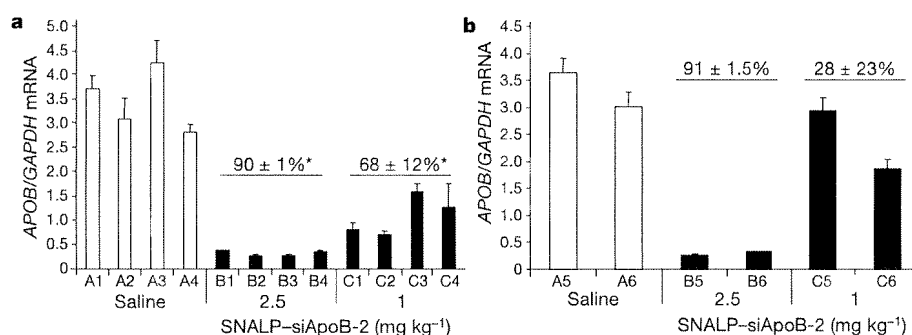 a
APOB/GAPDH mRNA
5.0
4.5
4.0
3.5
3.0
2.5
2.0
1.5
1.0
0.5
0
90 ± 1%*
68 ± 12%*
A1 A2 A3 A4 B1 B2 B3 B4 C1 C2 C3 C4
Saline 2.5 1
SNALP–siApoB-2 (mg kg⁻¹)
b
APOB/GAPDH mRNA
4.5
4.0
3.5
3.0
2.5
2.0
1.5
1.0
0.5
0
91 ± 1.5%
28 ± 23%
A5 A6 B5 B6 C5 C6
Saline 2.5 1
SNALP–siApoB-2 (mg kg⁻¹)